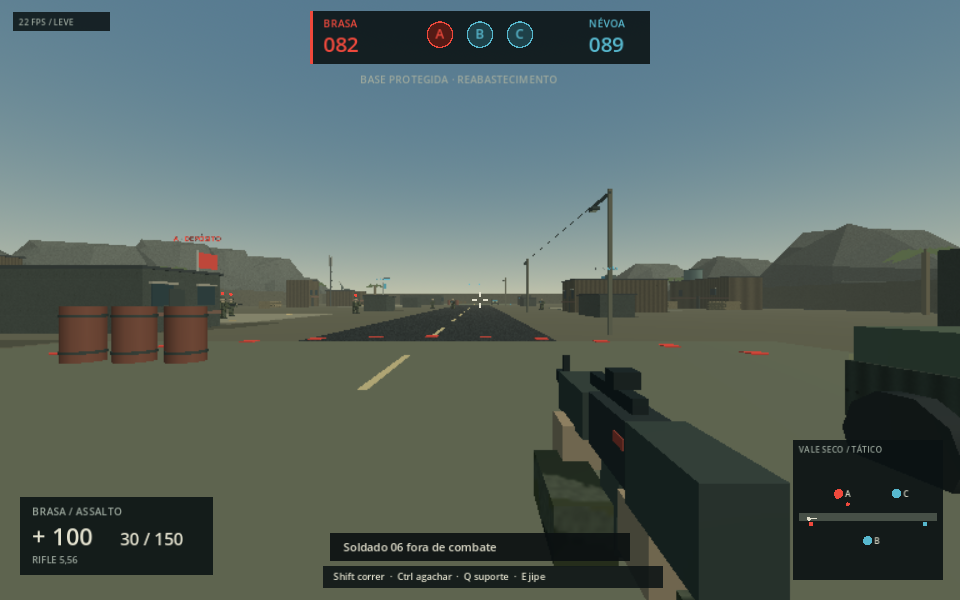 22 FPS / LEVE
BRASA
082
A
B
C
NÉVOA
089
BASE PROTEGIDA · REABASTECIMENTO
VALE SECO / TÁTICO
A
C
B
BRASA / ASSALTO
+ 100
30 / 150
RIFLE 5,56
Soldado 06 fora de combate
Shift correr · Ctrl agachar · Q suporte · E jipe